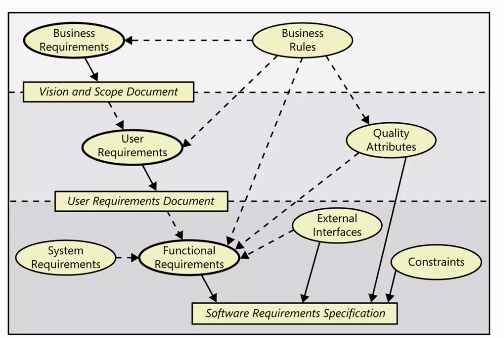 Business
Requirements
Business
Rules
Vision and Scope Document
User
Requirements
Quality
Attributes
User Requirements Document
External
Interfaces
System
Requirements
Functional
Requirements
Constraints
Software Requirements Specification